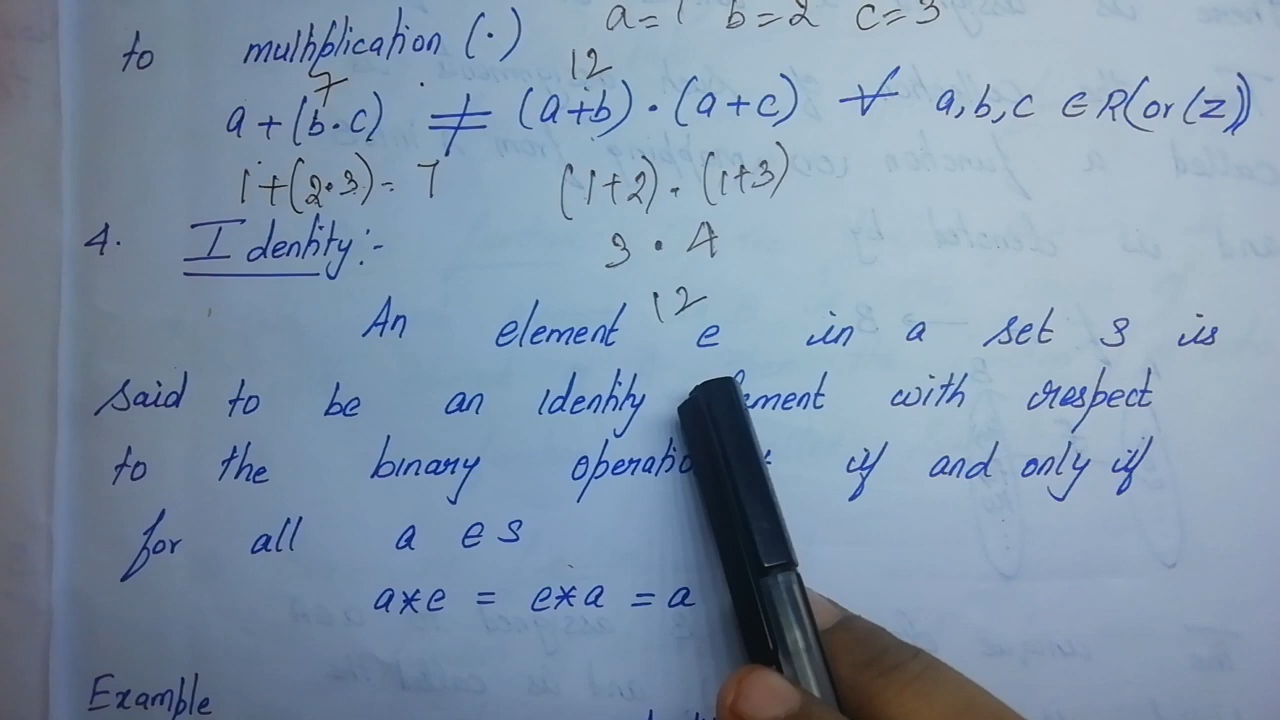 a=1 b=2 c=3
to multiplication (·)
7 12
a+(b·c) ≠ (a+b)·(a+c) ∀ a,b,c ∈ R(or(z))
1+(2·3)= 7 (1+2)·(1+3)
4. Identity:- 3 · 4
12
An element e in a set s is
said to be an Identity element with respect
to the binary operation * if and only if
for all a e s
a*e = e*a = a
Example